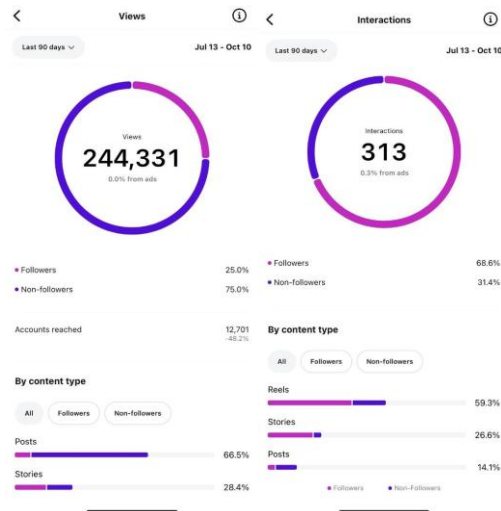 Views
Last 90 days
Jul 13 - Oct 10
Views
244,331
0.0% from ads
Followers
25.0%
Non-followers
75.0%
Accounts reached
12,701
-48.2%
By content type
All
Followers
Non-followers
Posts
66.5%
Stories
28.4%
Interactions
Last 90 days
Jul 13 - Oct 10
Interactions
313
0.3% from ads
Followers
68.6%
Non-followers
31.4%
By content type
All
Followers
Non-followers
Reels
59.3%
Stories
26.6%
Posts
14.1%
Followers
Non-Followers